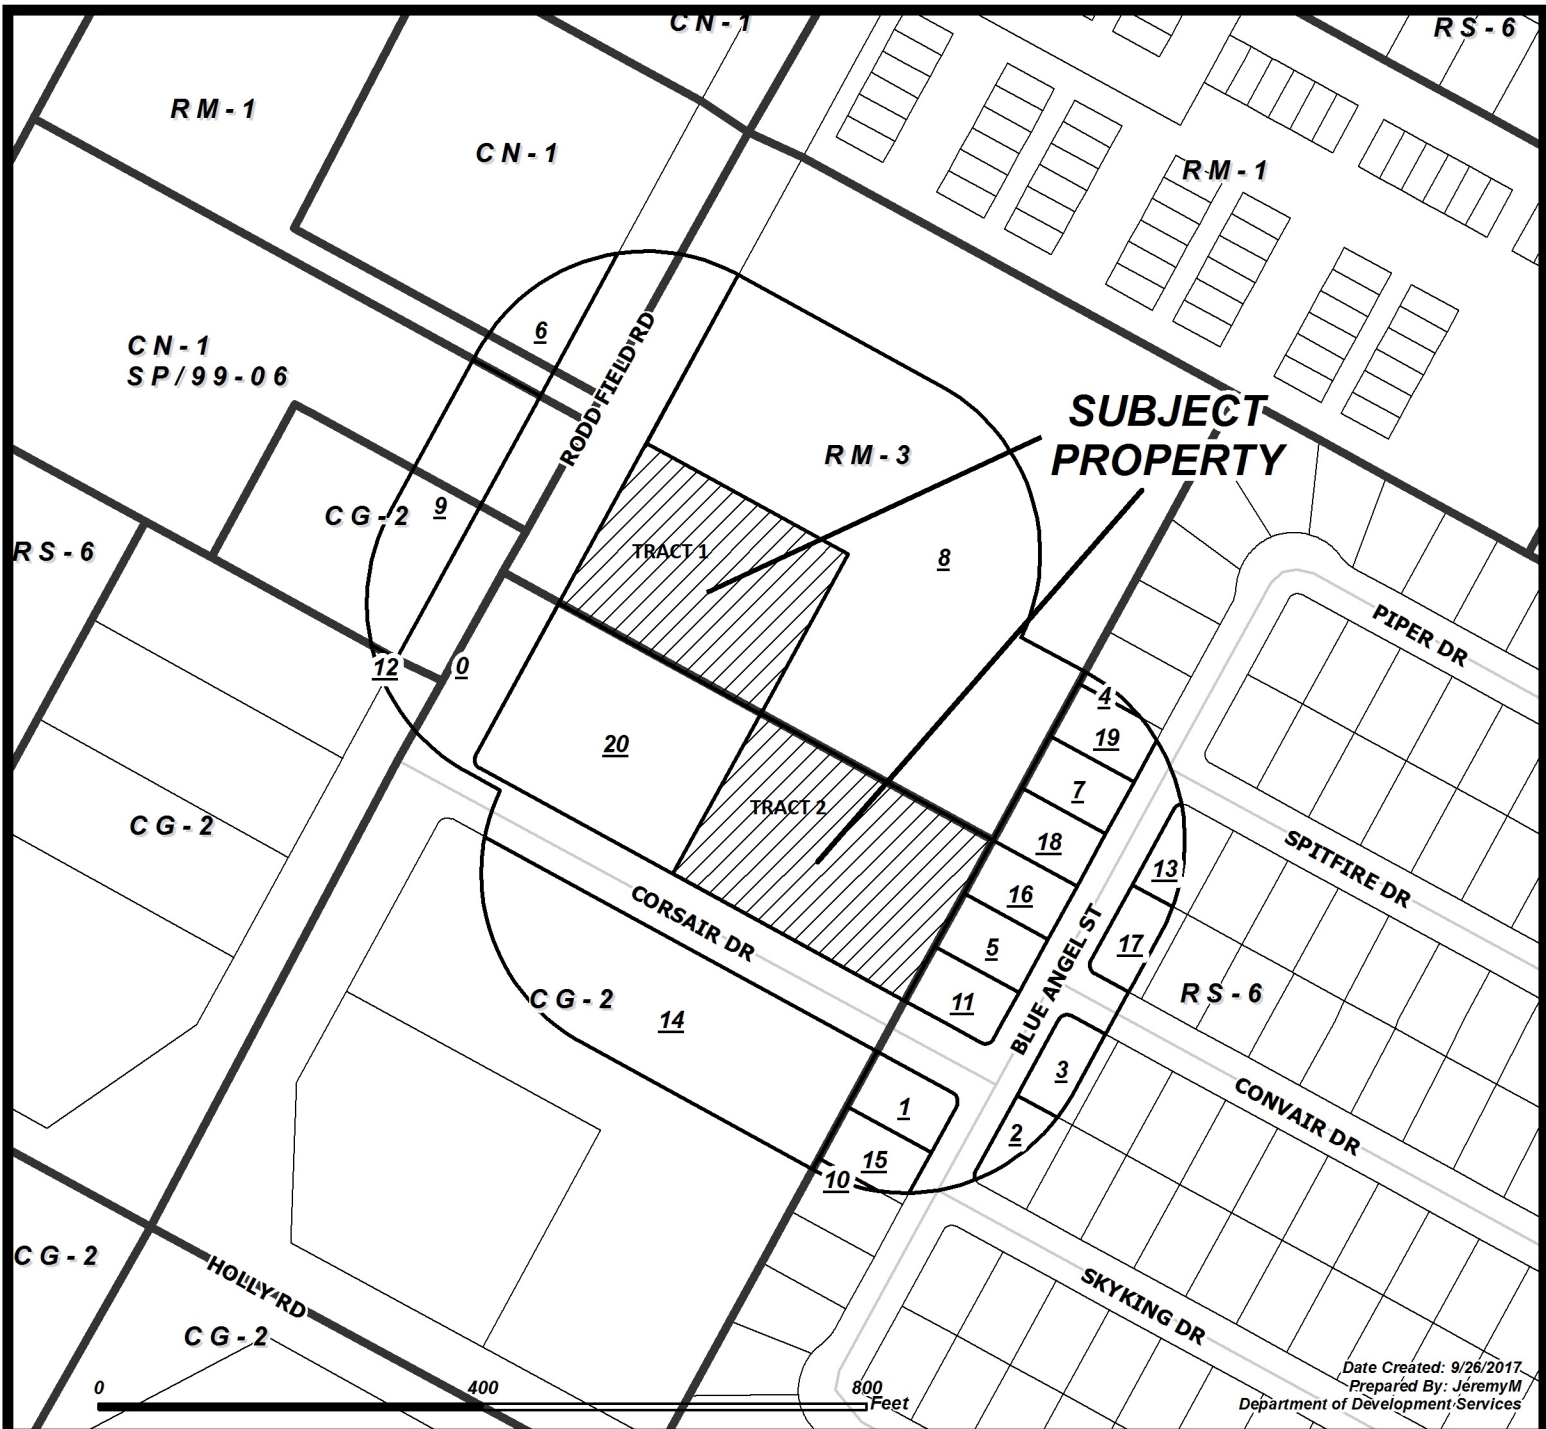 CN-1
RS-6
RM-1
CN-1
RM-1
6
RODD FIELD RD
CN-1
SP/99-06
SUBJECT
PROPERTY
RM-3
CG-2
9
RS-6
TRACT 1
8
PIPER DR
12
0
4
19
20
7
TRACT 2
CG-2
18
SPITFIRE DR
13
16
CORSAIR DR
17
5
BLUE ANGEL ST
RS-6
CG-2
11
14
3
CONVAIR DR
1
2
15
10
CG-2
HOLLY RD
SKYKING DR
CG-2
0
400
800
Feet
Date Created: 9/26/2017
Prepared By: JeremyM
Department of Development Services